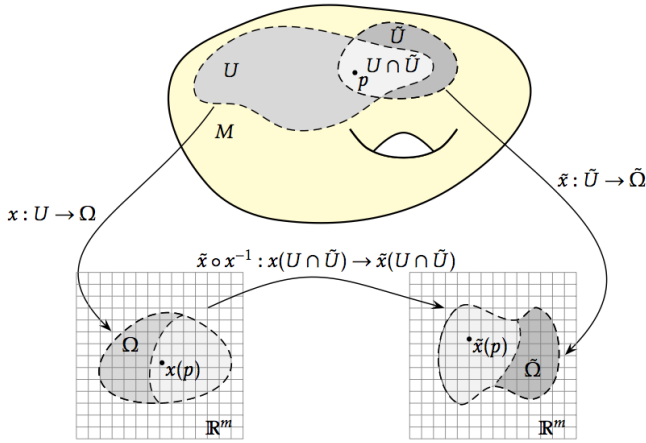 Ũ
U
U ∩ Ũ
p
M
x : U → Ω
x̃ : Ũ → Ω̃
x̃ ∘ x⁻¹ : x(U ∩ Ũ) → x̃(U ∩ Ũ)
Ω
x(p)
ℝᵐ
x̃(p)
Ω̃
ℝᵐ